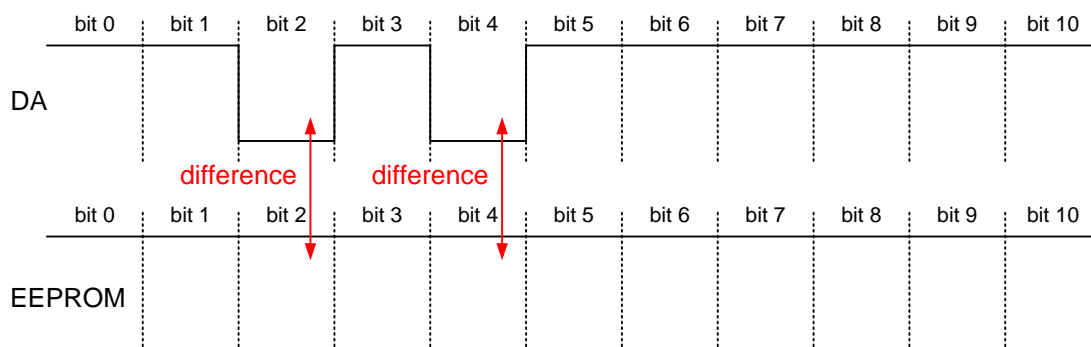 bit 0 bit 1 bit 2 bit 3 bit 4 bit 5 bit 6 bit 7 bit 8 bit 9 bit 10
DA
difference difference
bit 0 bit 1 bit 2 bit 3 bit 4 bit 5 bit 6 bit 7 bit 8 bit 9 bit 10
EEPROM